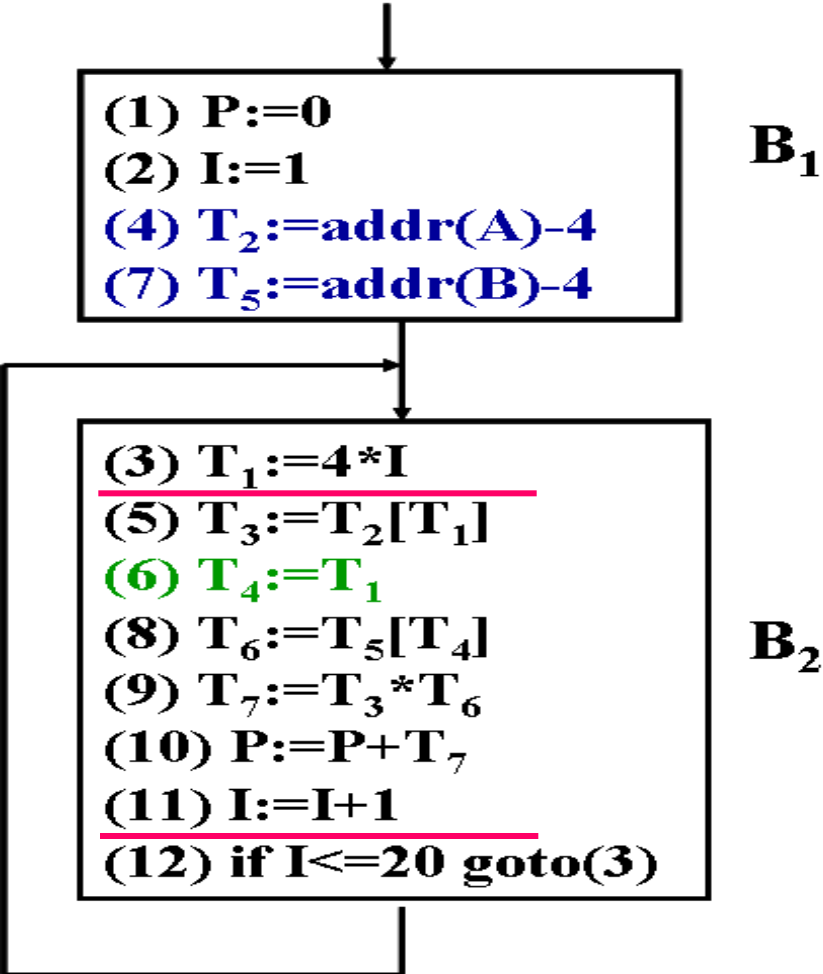 (1) P:=0
(2) I:=1
(4) T₂:=addr(A)-4
(7) T₅:=addr(B)-4
B₁
(3) T₁:=4*I
(5) T₃:=T₂[T₁]
(6) T₄:=T₁
(8) T₆:=T₅[T₄]
(9) T₇:=T₃*T₆
(10) P:=P+T₇
(11) I:=I+1
(12) if I<=20 goto(3)
B₂